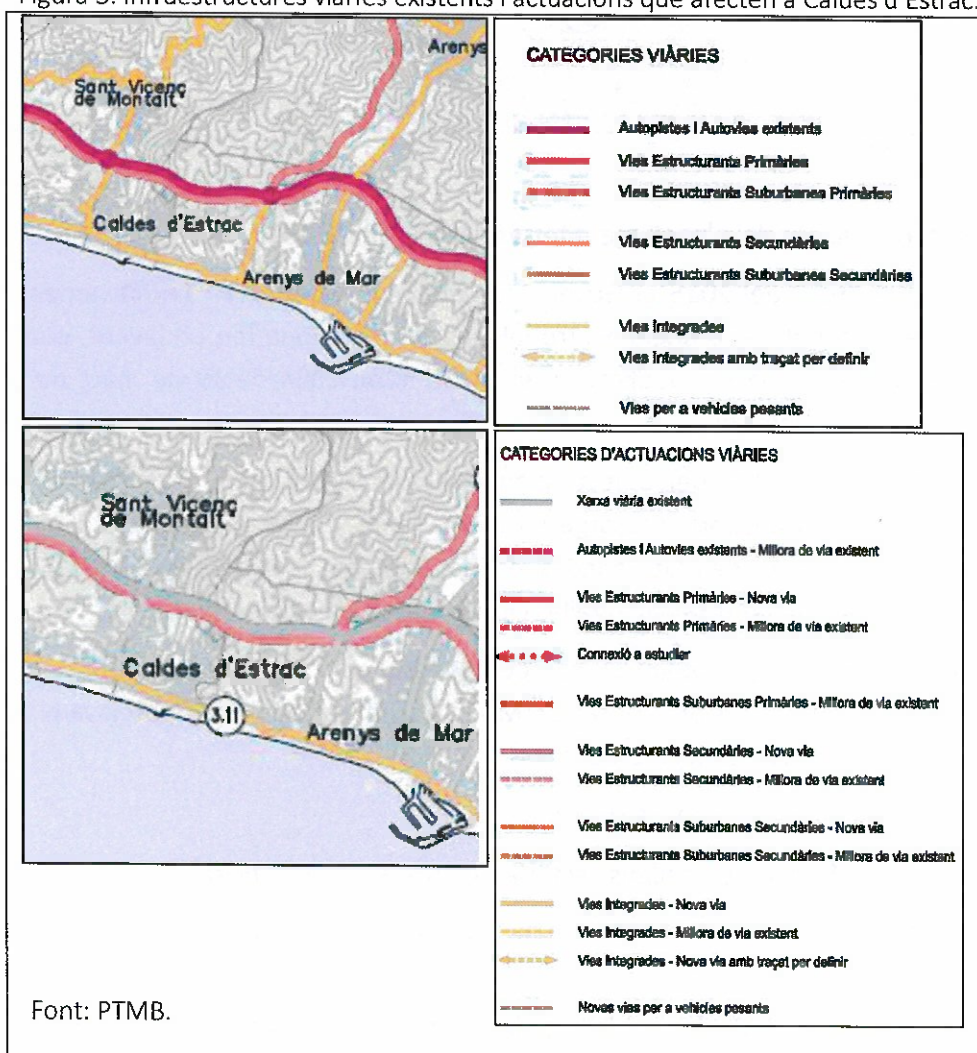 Figura 3. Infraestructures viàries existents i actuacions que afecten a Caldes d'Estrac.
Arenys
Sant Vicenç
de Montalt
Caldes d'Estrac
Arenys de Mar
CATEGORIES VIÀRIES
Autopistes i Autovies existents
Vies Estructurants Primàries
Vies Estructurants Suburbanes Primàries
Vies Estructurants Secundàries
Vies Estructurants Suburbanes Secundàries
Vies Integrades
Vies Integrades amb traçat per definir
Vies per a vehicles pesants
Sant Vicenç
de Montalt
Caldes d'Estrac
3.11
Arenys de Mar
CATEGORIES D'ACTUACIONS VIÀRIES
Xarxa viària existent
Autopistes i Autovies existents - Millora de via existent
Vies Estructurants Primàries - Nova via
Vies Estructurants Primàries - Millora de via existent
Connexió a estudiar
Vies Estructurants Suburbanes Primàries - Millora de via existent
Vies Estructurants Secundàries - Nova via
Vies Estructurants Secundàries - Millora de via existent
Vies Estructurants Suburbanes Secundàries - Nova via
Vies Estructurants Suburbanes Secundàries - Millora de via existent
Vies Integrades - Nova via
Vies Integrades - Millora de via existent
Vies Integrades - Nova via amb traçat per definir
Noves vies per a vehicles pesants
Font: PTMB.